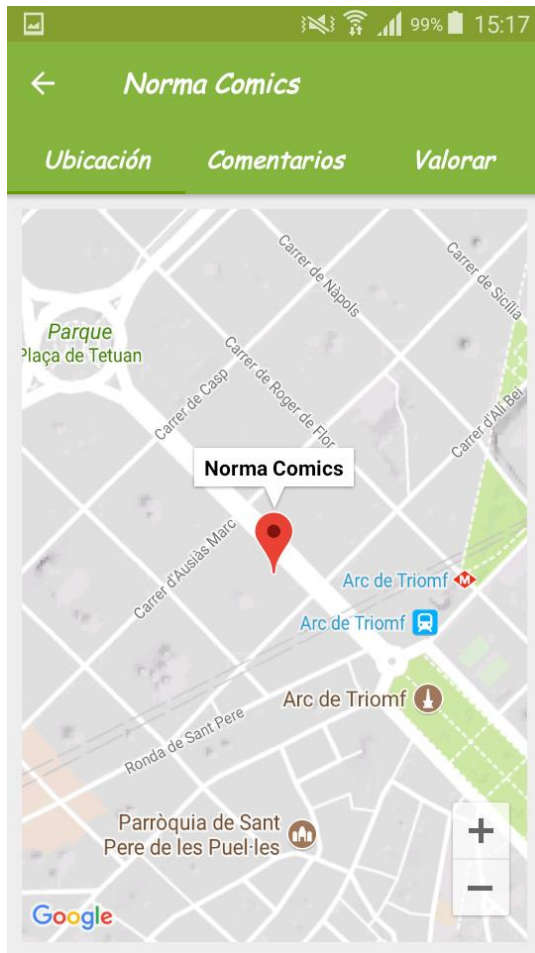 99% 15:17
Norma Comics
Ubicación Comentarios Valorar
Carrer de Nàpols
Carrer de Sicília
Parque
Plaça de Tetuan
Carrer de Casp
Carrer de Roger de Flor
Carrer d'Alí Bei
Norma Comics
Carrer d'Ausiàs Marc
Arc de Triomf M
Arc de Triomf
Arc de Triomf
Ronda de Sant Pere
Parròquia de Sant
Pere de les Puel·les
+
−
Google